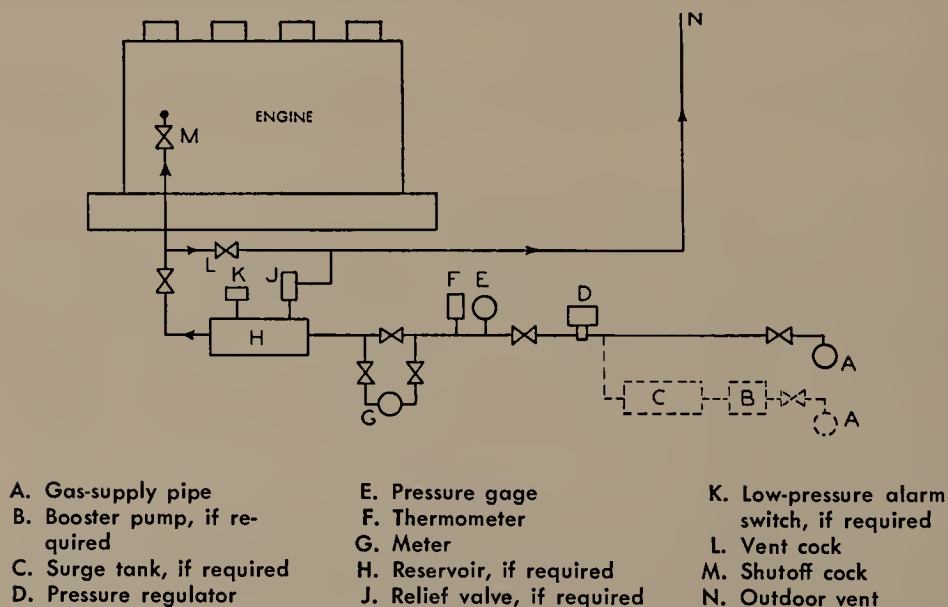 N
ENGINE
M
L
K
J
F
E
D
H
A
G
C
B
A
A. Gas-supply pipe
B. Booster pump, if re-
quired
C. Surge tank, if required
D. Pressure regulator
E. Pressure gage
F. Thermometer
G. Meter
H. Reservoir, if required
J. Relief valve, if required
K. Low-pressure alarm
switch, if required
L. Vent cock
M. Shutoff cock
N. Outdoor vent